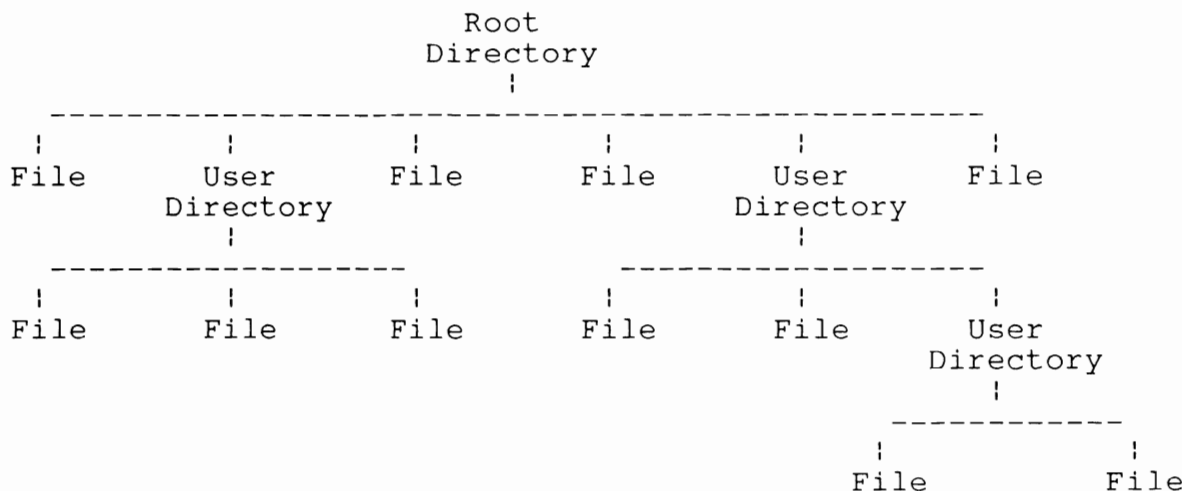 Root
Directory
File User File File User File
Directory Directory
File File File File File User
Directory
File File